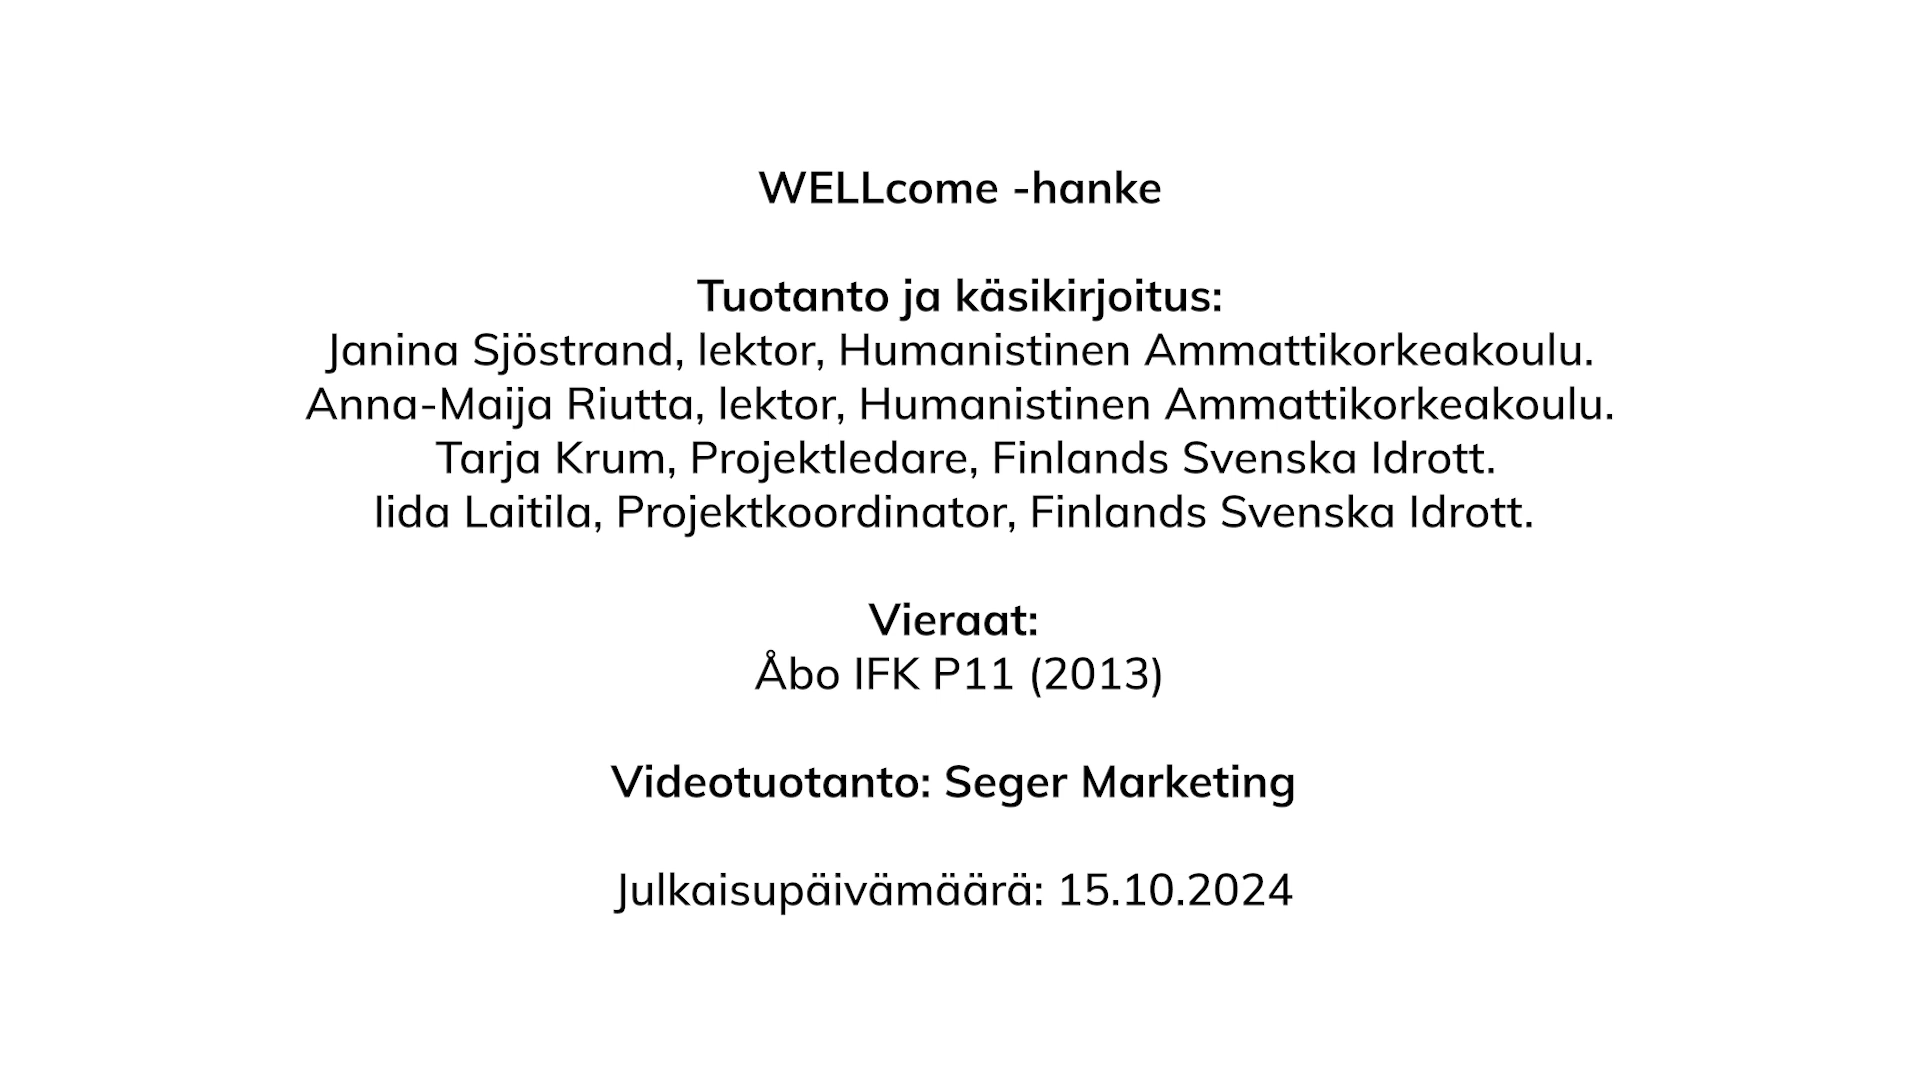 WELLcome -hanke
Tuotanto ja käsikirjoitus:
Janina Sjöstrand, lektor, Humanistinen Ammattikorkeakoulu.
Anna-Maija Riutta, lektor, Humanistinen Ammattikorkeakoulu.
Tarja Krum, Projektledare, Finlands Svenska Idrott.
Iida Laitila, Projektkoordinator, Finlands Svenska Idrott.
Vieraat:
Åbo IFK P11 (2013)
Videotuotanto: Seger Marketing
Julkaisupäivämäärä: 15.10.2024